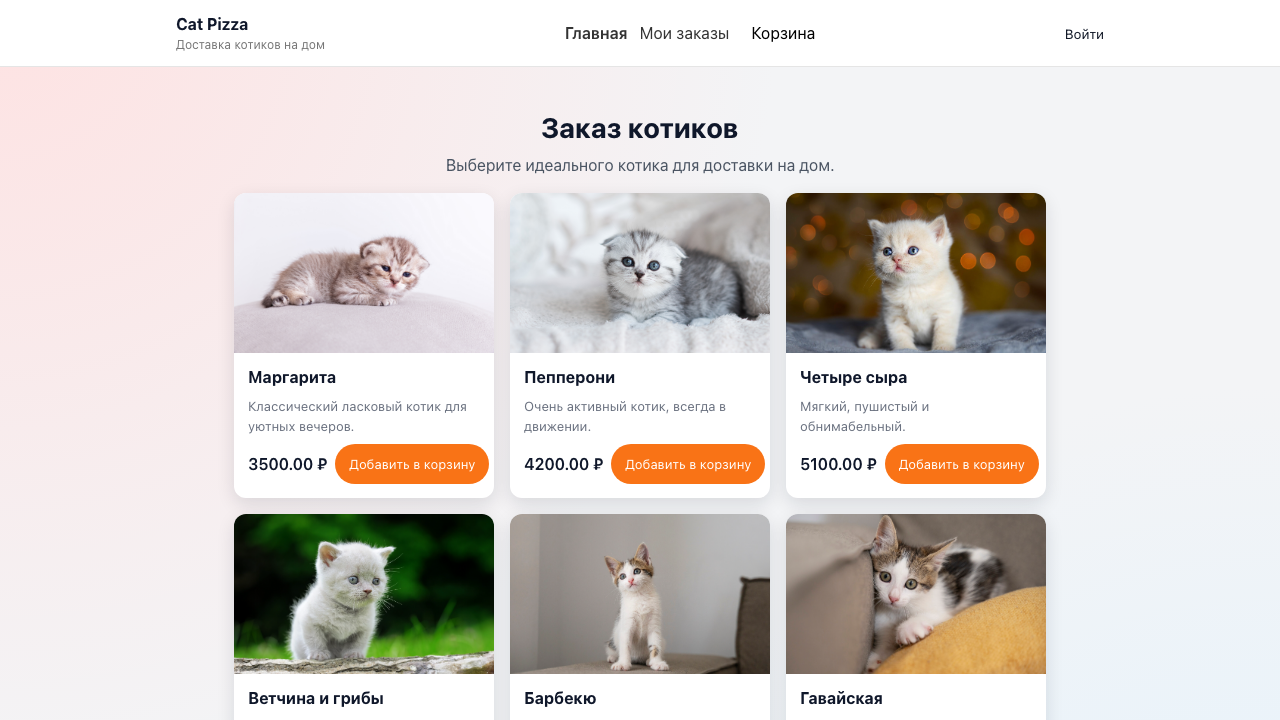 Cat Pizza
Доставка котиков на дом
Главная Мои заказы Корзина
Войти
Заказ котиков
Выберите идеального котика для доставки на дом.
Маргарита
Классический ласковый котик для
уютных вечеров.
3500.00 ₽ Добавить в корзину
Пепперони
Очень активный котик, всегда в
движении.
4200.00 ₽ Добавить в корзину
Четыре сыра
Мягкий, пушистый и
обнимабельный.
5100.00 ₽ Добавить в корзину
Ветчина и грибы
Барбекю
Гавайская